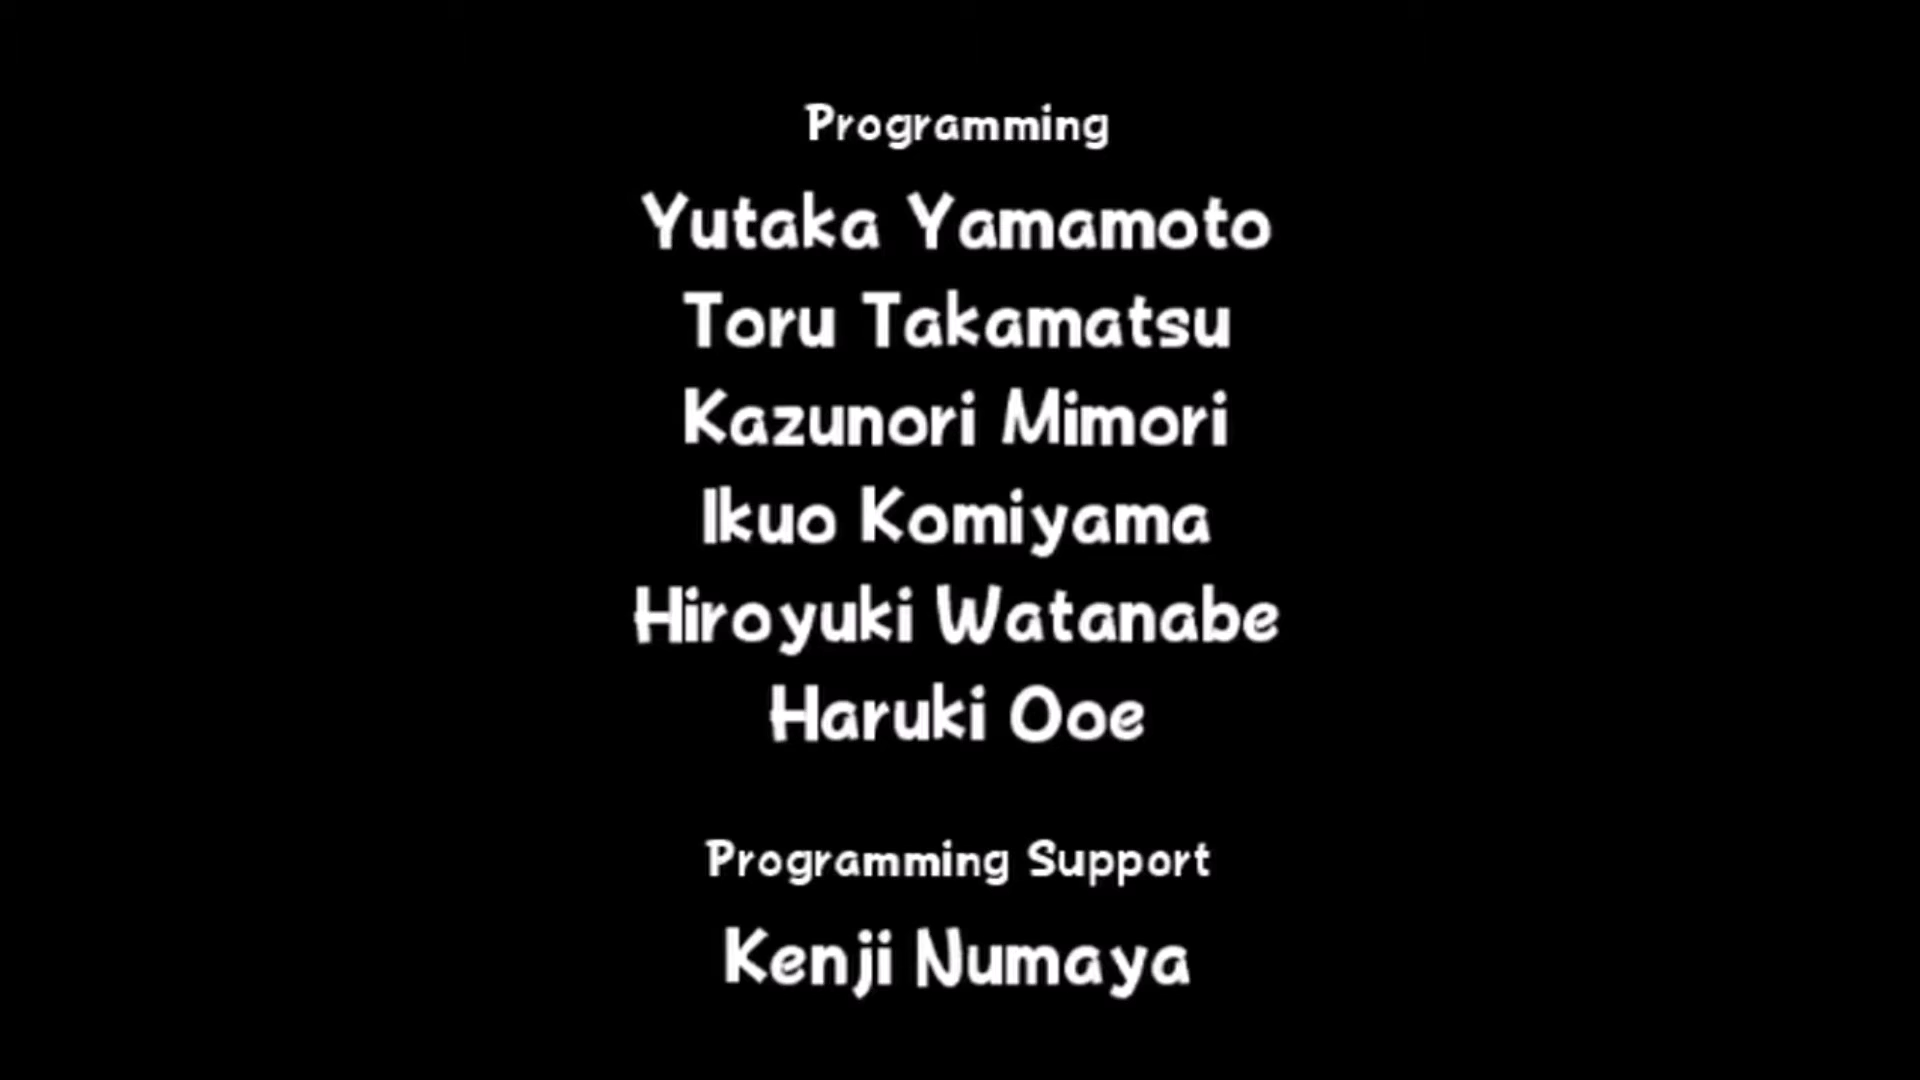 Programming
Yutaka Yamamoto
Toru Takamatsu
Kazunori Mimori
Ikuo Komiyama
Hiroyuki Watanabe
Haruki Ooe
Programming Support
Kenji Numaya